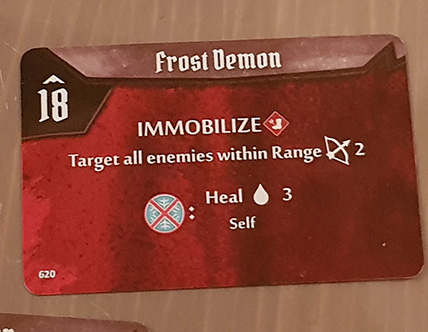 Frost Demon
18
IMMOBILIZE
Target all enemies within Range 2
: Heal 3
Self
620